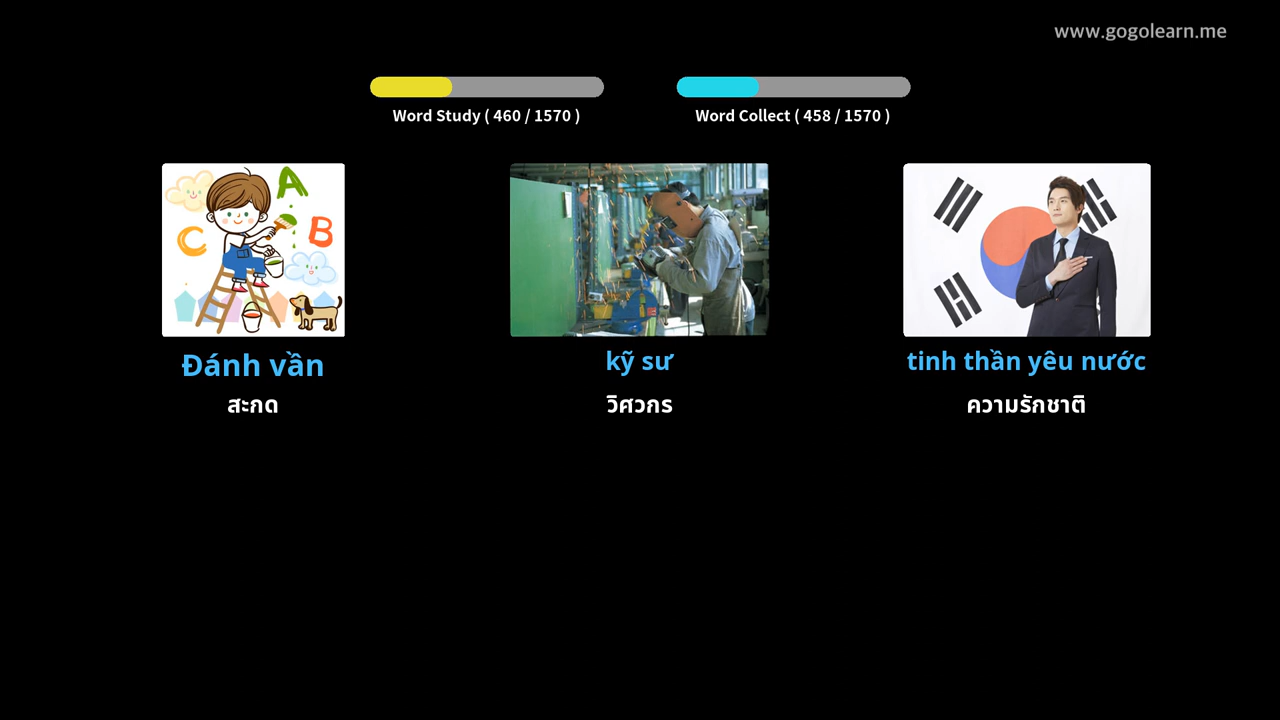 www.gogolearn.me
Word Study ( 460 / 1570 )
Word Collect ( 458 / 1570 )
A
B
C
Đánh vần
kỹ sư
tinh thần yêu nước
สะกด
วิศวกร
ความรักชาติ